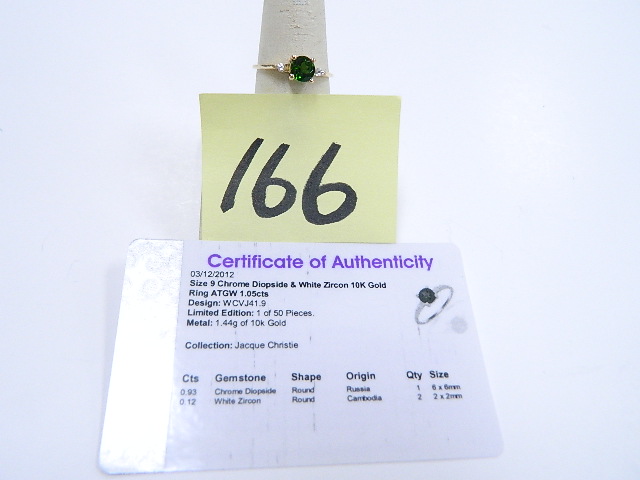 166
Certificate of Authenticity
03/12/2012
Size 9 Chrome Diopside & White Zircon 10K Gold
Ring ATGW 1.05cts
Design: WCVJ41.9
Limited Edition: 1 of 50 Pieces.
Metal: 1.44g of 10k Gold
Collection: Jacque Christie
Cts Gemstone Shape Origin Qty Size
0.93 Chrome Diopside Round Russia 1 6 x 6mm
0.12 White Zircon Round Cambodia 2 2 x 2mm